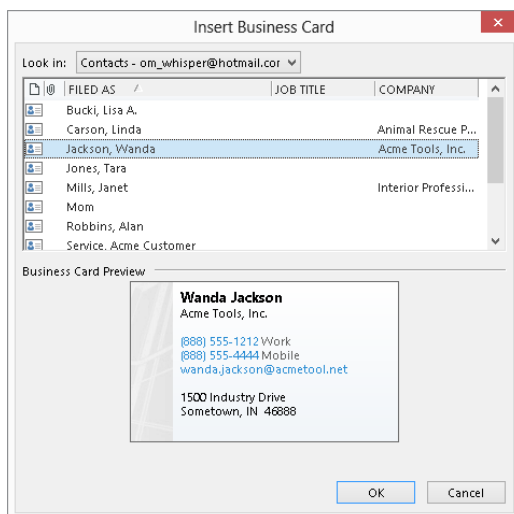 Insert Business Card
Look in: Contacts - om_whisper@hotmail.cor
FILED AS JOB TITLE COMPANY
Bucki, Lisa A.
Carson, Linda Animal Rescue P...
Jackson, Wanda Acme Tools, Inc.
Jones, Tara
Mills, Janet Interior Professi...
Mom
Robbins, Alan
Service, Acme Customer
Business Card Preview
Wanda Jackson
Acme Tools, Inc.
(888) 555-1212 Work
(888) 555-4444 Mobile
wanda.jackson@acmetool.net
1500 Industry Drive
Sometown, IN 46888
OK Cancel